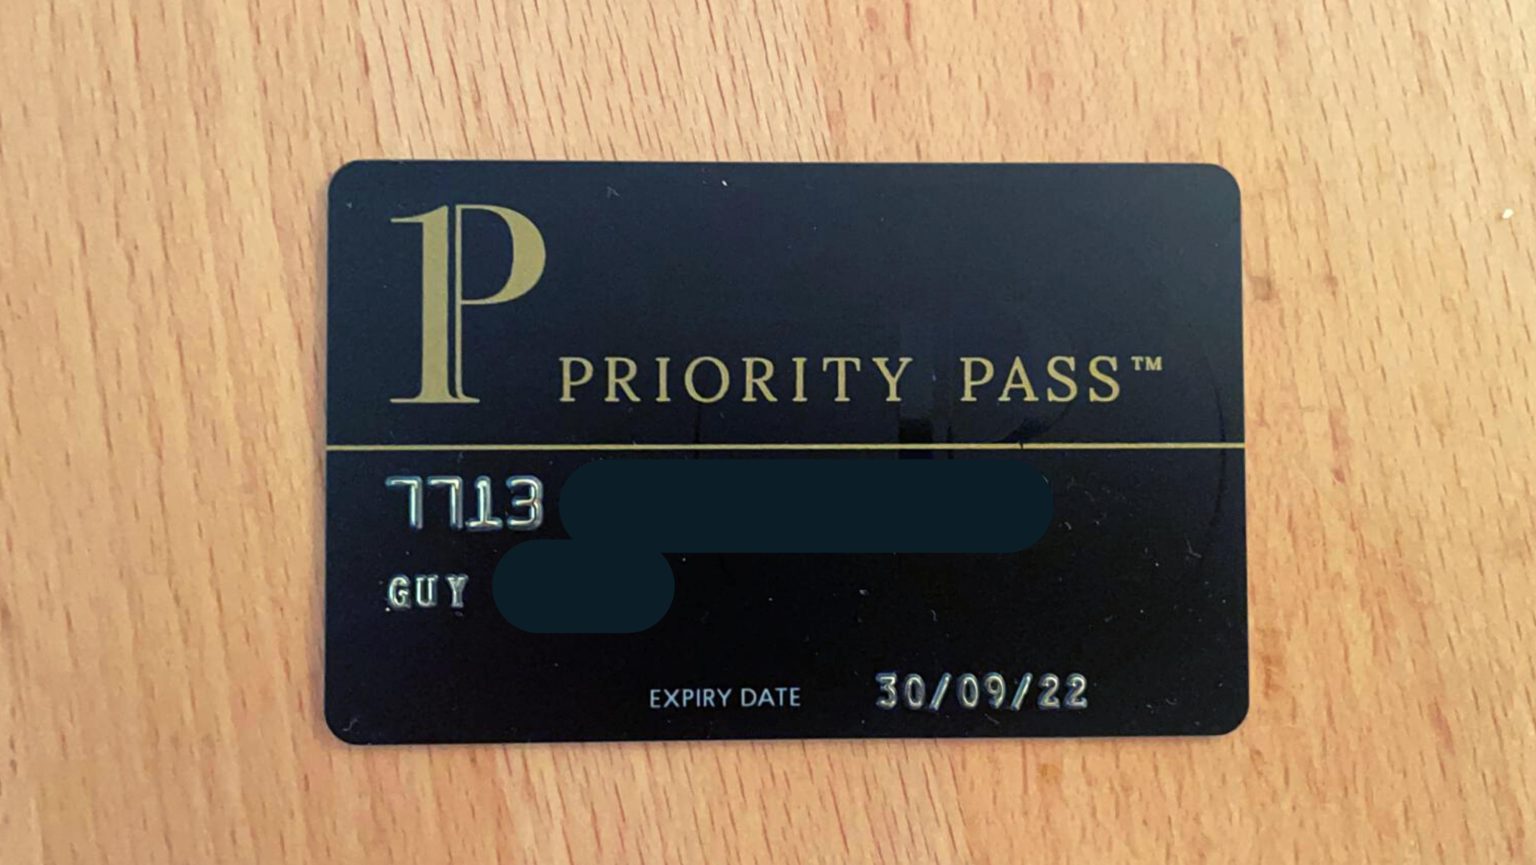 P
PRIORITY PASS™
7713
GUY
EXPIRY DATE 30/09/22